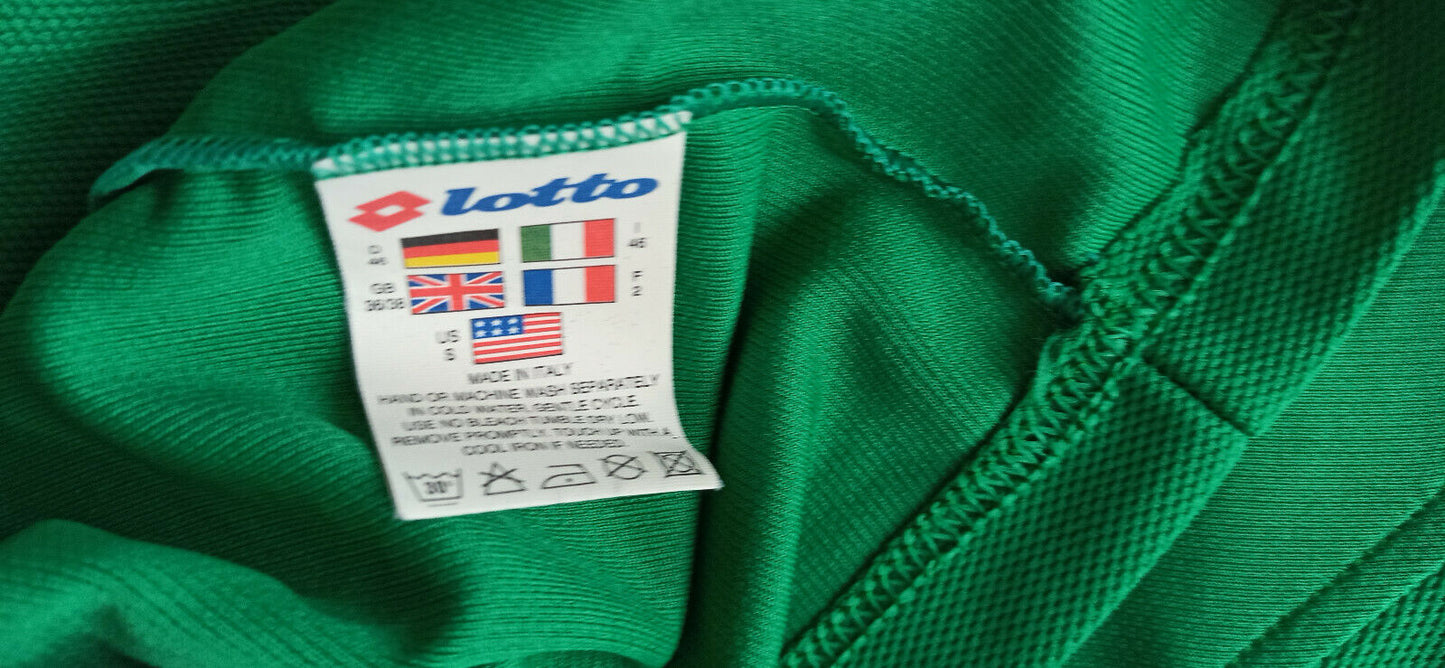 lotto
D I
46 46
GB F
36/38 2
US
S
MADE IN ITALY
HAND OR MACHINE WASH SEPARATELY
IN COLD WATER, GENTLE CYCLE.
USE NO BLEACH TUMBLE DRY LOW.
REMOVE PROMPTLY. TOUCH UP WITH A
COOL IRON IF NEEDED.
30°